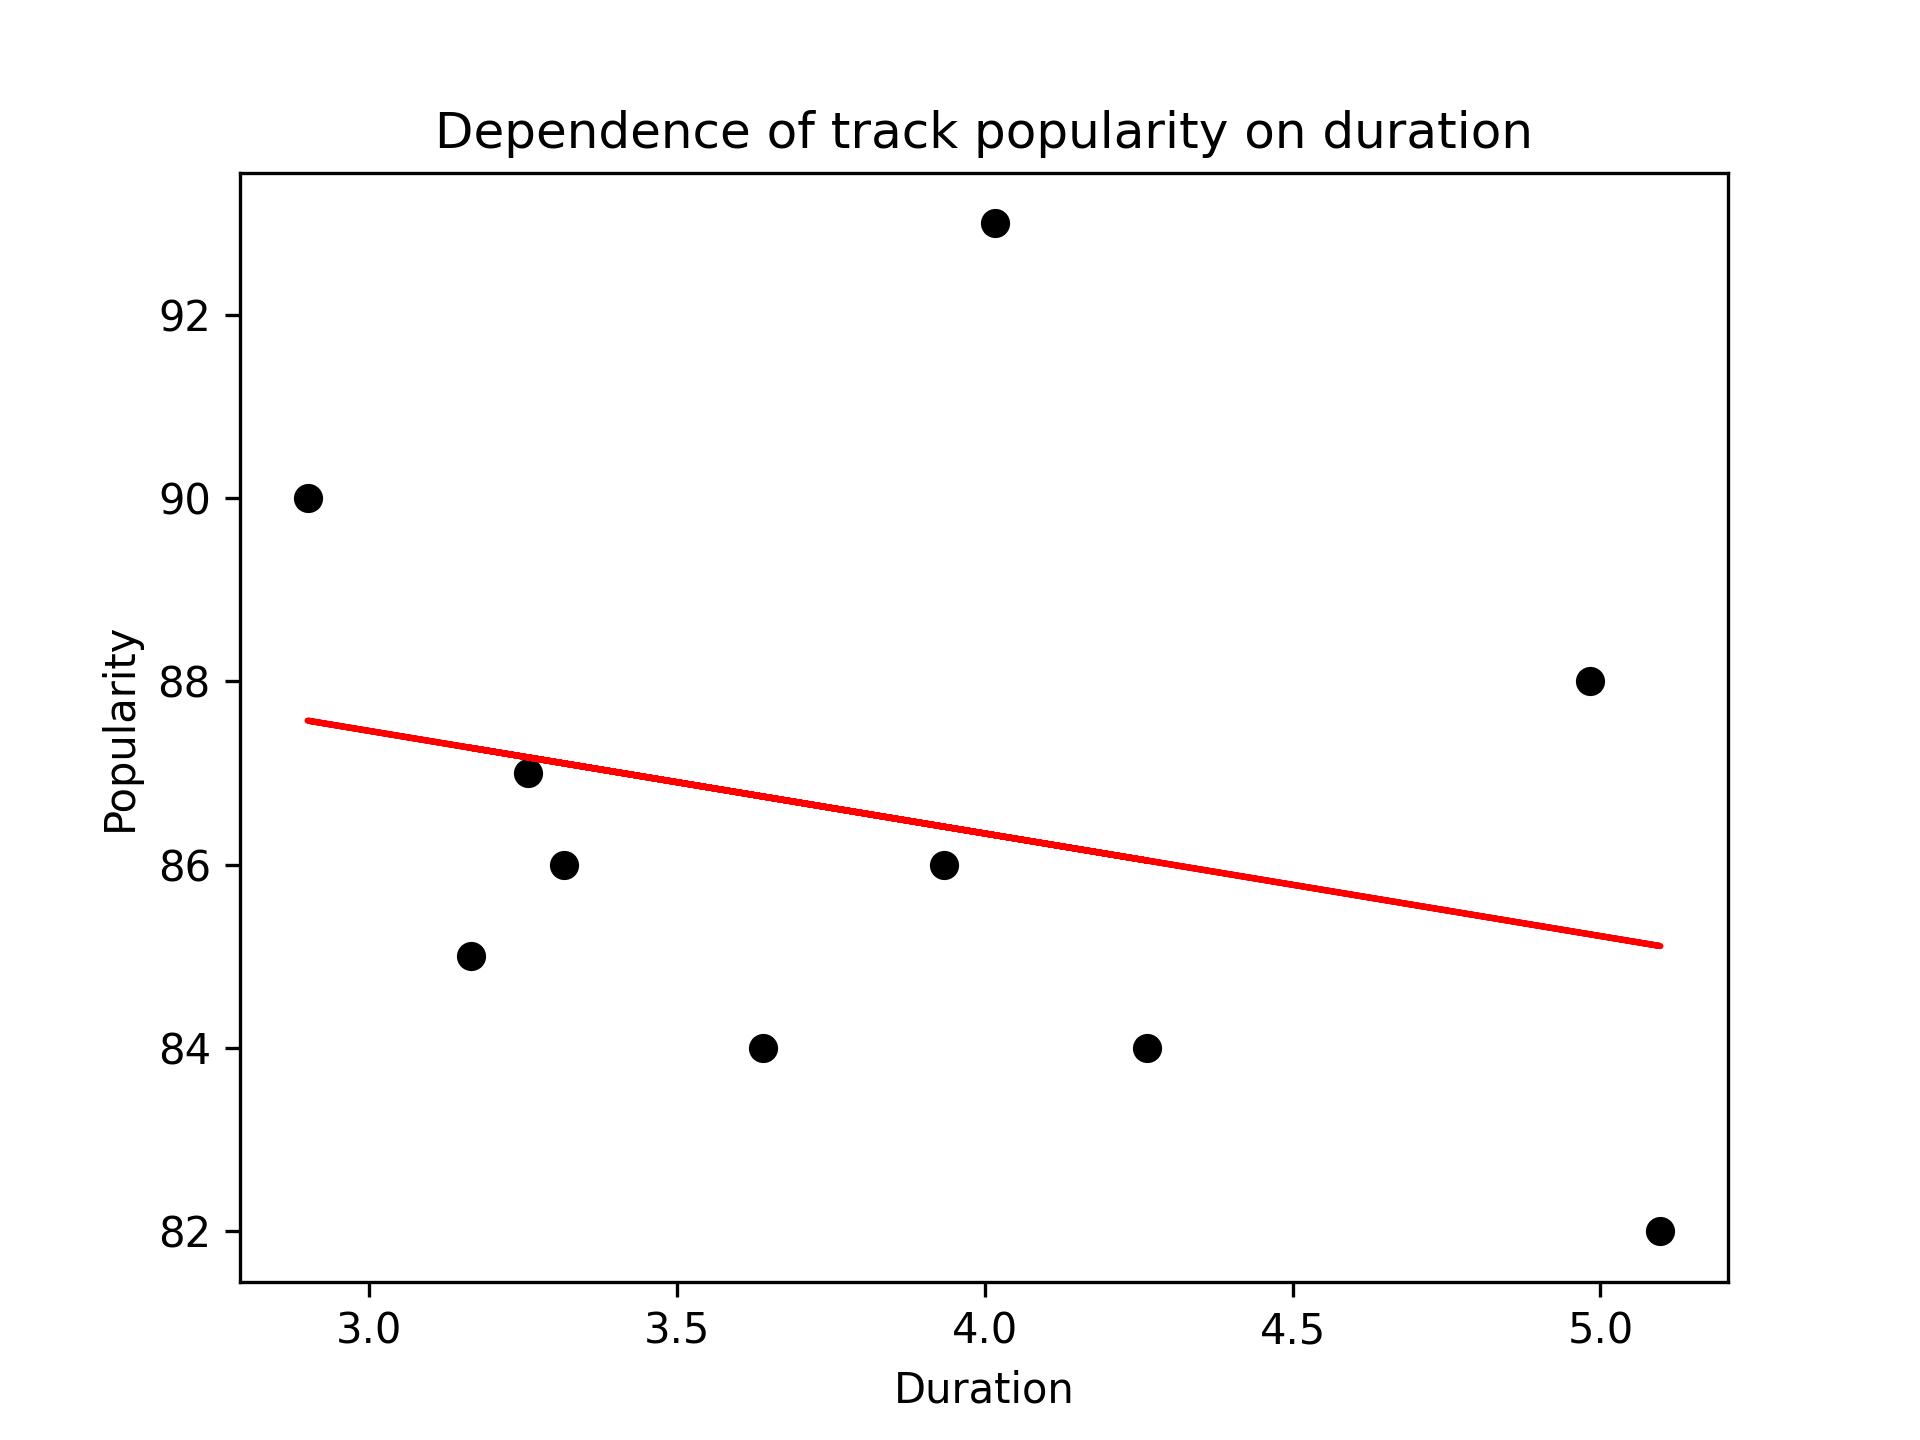 Dependence of track popularity on duration
Popularity
92
90
88
86
84
82
3.0 3.5 4.0 4.5 5.0
Duration